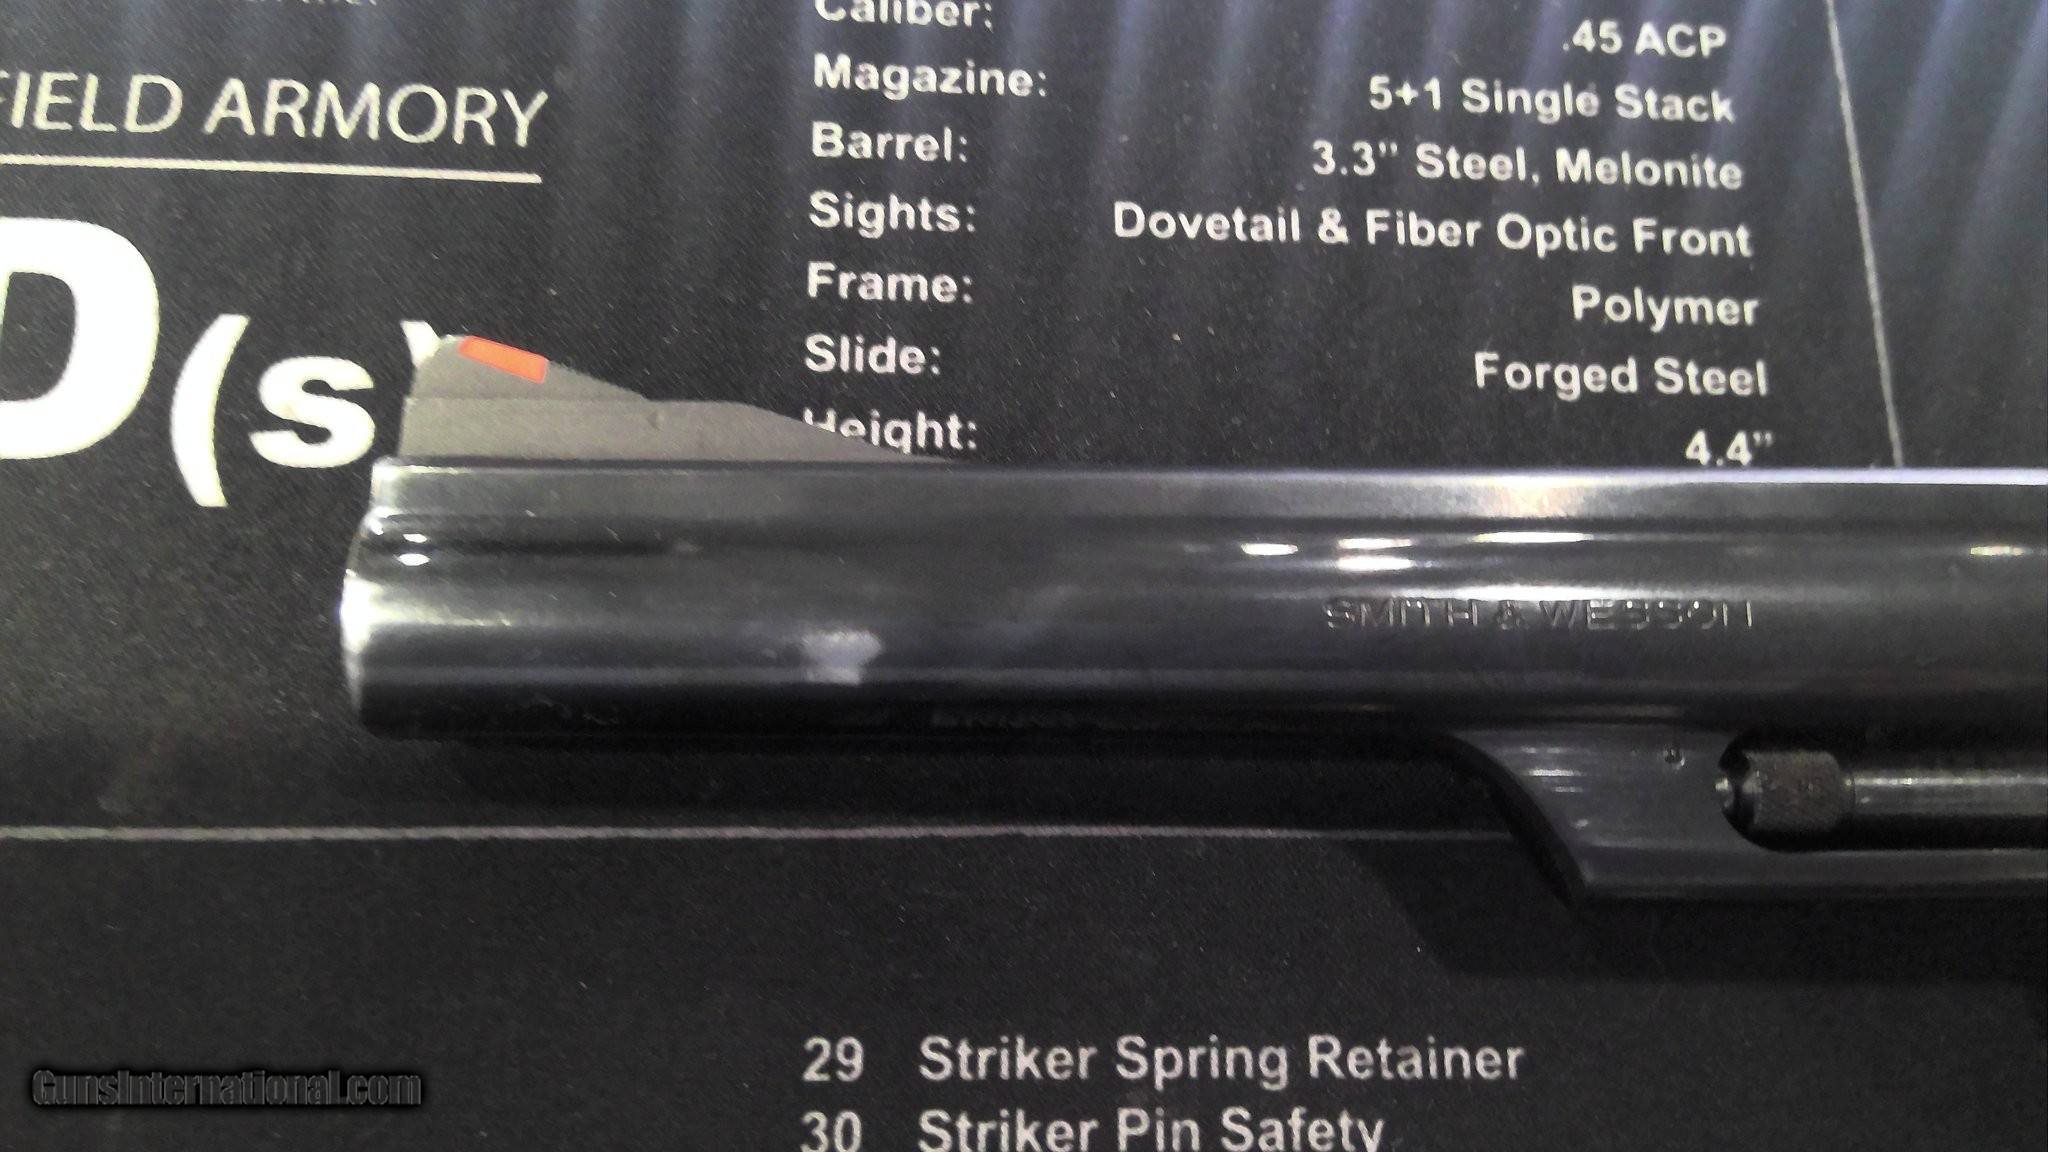 Caliber: .45 ACP
FIELD ARMORY
Magazine: 5+1 Single Stack
Barrel: 3.3" Steel, Melonite
Sights: Dovetail & Fiber Optic Front
Frame: Polymer
D(s)
Slide: Forged Steel
Height: 4.4"
SMITH & WESSON
29 Striker Spring Retainer
30 Striker Pin Safety
GunsInternational.com